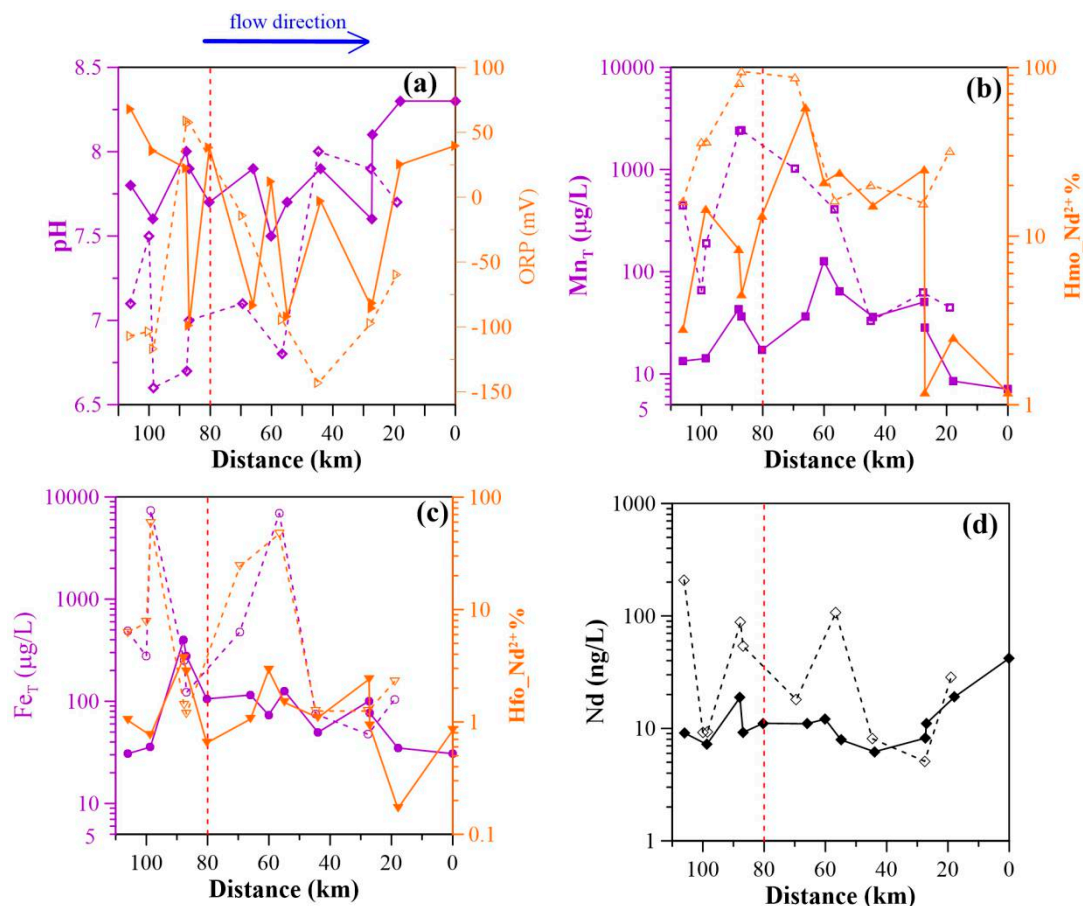 flow direction
(a)
8.5
8
7.5
7
6.5
pH
100
50
0
-50
-100
-150
ORP (mV)
100 80 60 40 20 0
Distance (km)
(b)
10000
1000
100
10
5
Mn_T (µg/L)
100
10
1
Hmo_Nd²⁺%
100 80 60 40 20 0
Distance (km)
(c)
10000
1000
100
10
5
Fe_T (µg/L)
100
10
1
0.1
Hfo_Nd²⁺%
100 80 60 40 20 0
Distance (km)
(d)
1000
100
10
1
Nd (ng/L)
100 80 60 40 20 0
Distance (km)